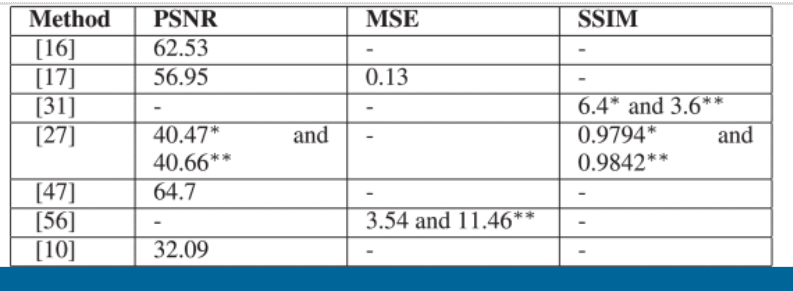 Method PSNR MSE SSIM
[16] 62.53 - -
[17] 56.95 0.13 -
[31] - - 6.4* and 3.6**
[27] 40.47* and - 0.9794* and
40.66** 0.9842**
[47] 64.7 - -
[56] - 3.54 and 11.46** -
[10] 32.09 - -